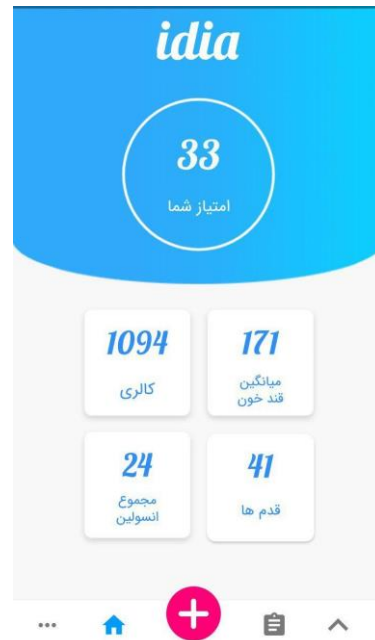 idia
33
امتیاز شما
171
میانگین
قند خون
1094
کالری
41
قدم ها
24
مجموع
انسولین